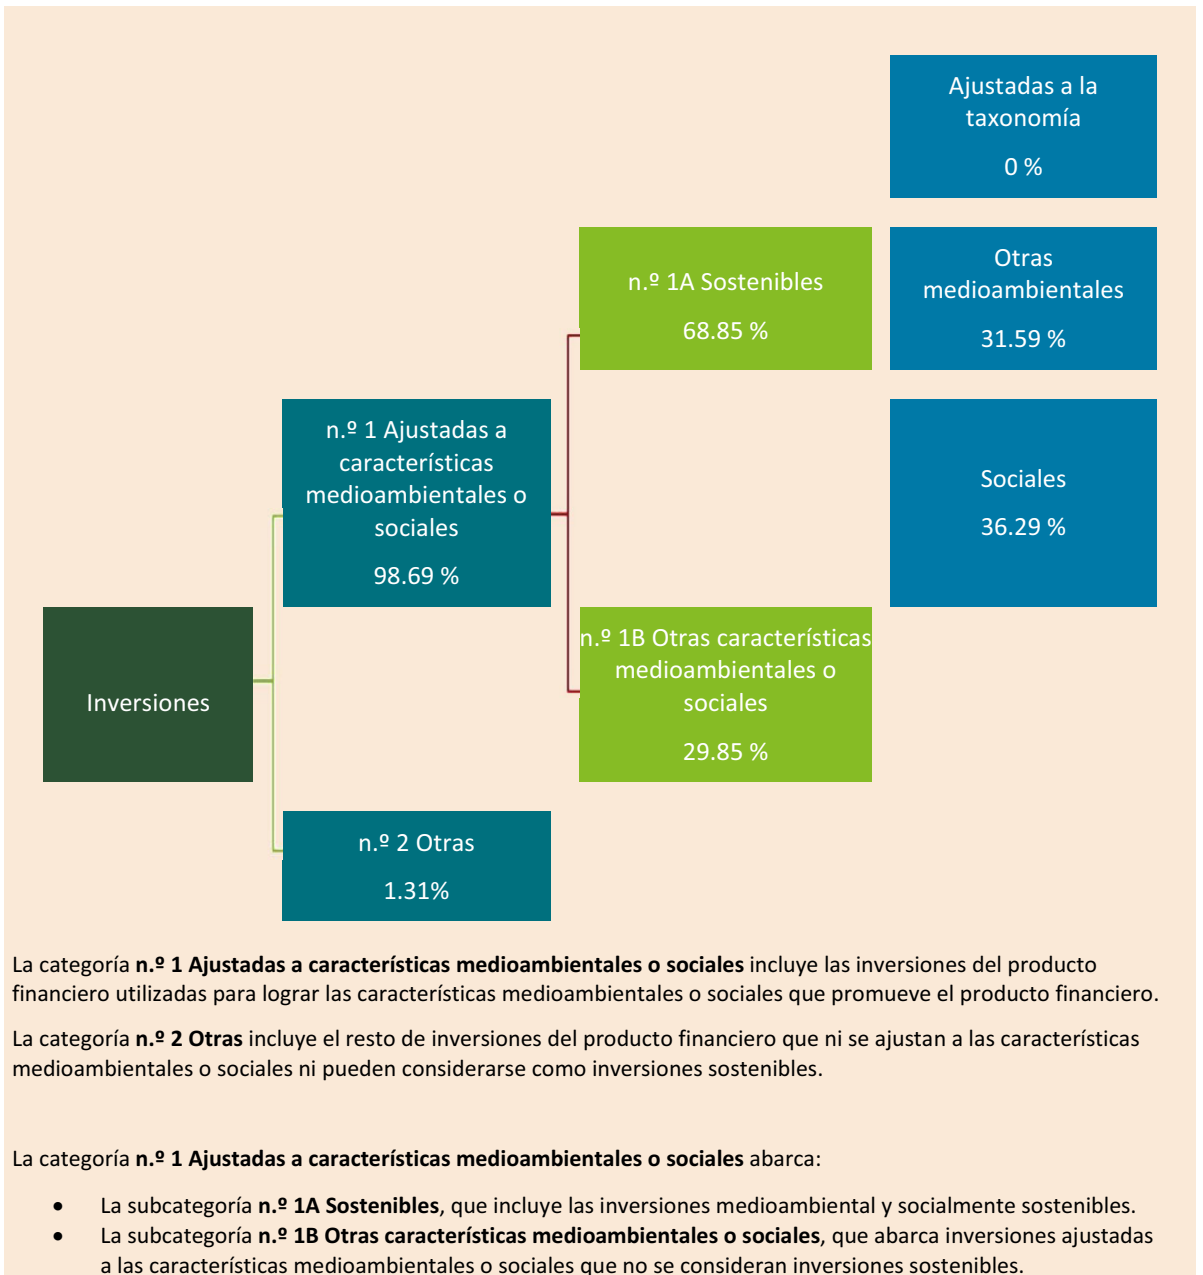 Ajustadas a la
taxonomía
0 %
n.º 1A Sostenibles
68.85 %
Otras
medioambientales
31.59 %
n.º 1 Ajustadas a
características
medioambientales o
sociales
98.69 %
Sociales
36.29 %
Inversiones
n.º 1B Otras características
medioambientales o
sociales
29.85 %
n.º 2 Otras
1.31%
La categoría n.º 1 Ajustadas a características medioambientales o sociales incluye las inversiones del producto
financiero utilizadas para lograr las características medioambientales o sociales que promueve el producto financiero.
La categoría n.º 2 Otras incluye el resto de inversiones del producto financiero que ni se ajustan a las características
medioambientales o sociales ni pueden considerarse como inversiones sostenibles.
La categoría n.º 1 Ajustadas a características medioambientales o sociales abarca:
• La subcategoría n.º 1A Sostenibles, que incluye las inversiones medioambiental y socialmente sostenibles.
• La subcategoría n.º 1B Otras características medioambientales o sociales, que abarca inversiones ajustadas
a las características medioambientales o sociales que no se consideran inversiones sostenibles.